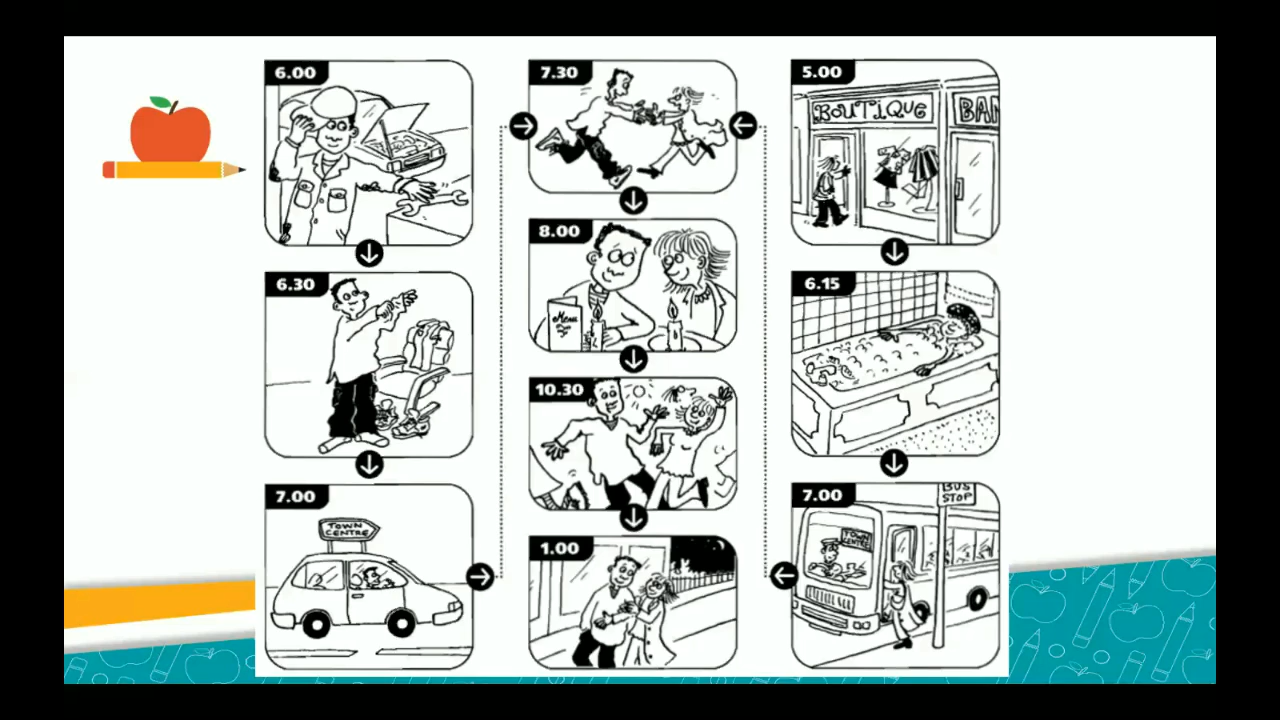 6.00
6.30
7.00
TOWN
CENTRE
7.30
8.00
Menu
10.30
1.00
5.00
BOUTIQUE
BAN
6.15
7.00
BUS
STOP
TOWN
CENTRE